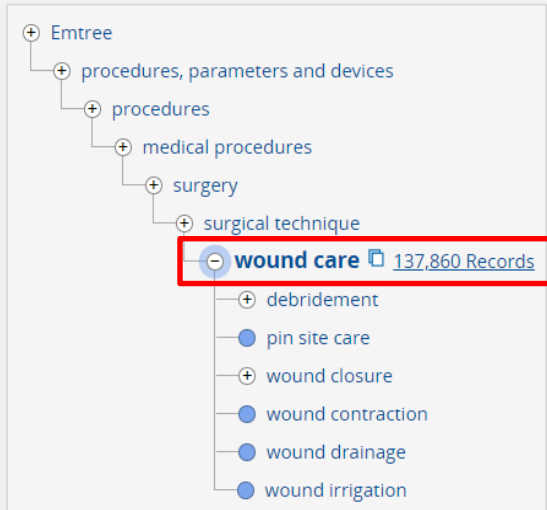 Emtree
procedures, parameters and devices
procedures
medical procedures
surgery
surgical technique
wound care 137,860 Records
debridement
pin site care
wound closure
wound contraction
wound drainage
wound irrigation